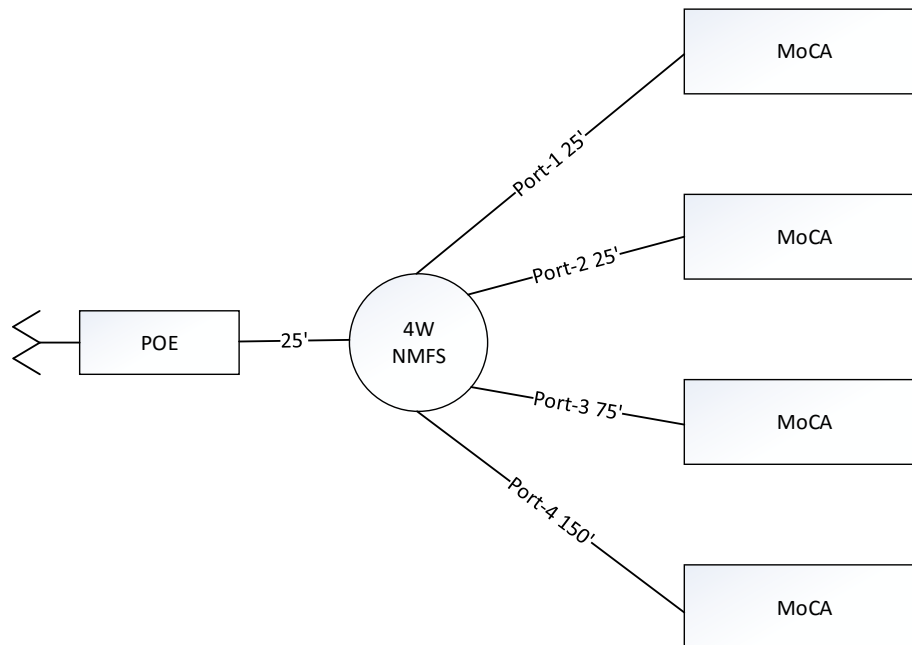 MoCA
Port-1 25'
MoCA
Port-2 25'
POE
25'
4W
NMFS
Port-3 75'
MoCA
Port-4 150'
MoCA